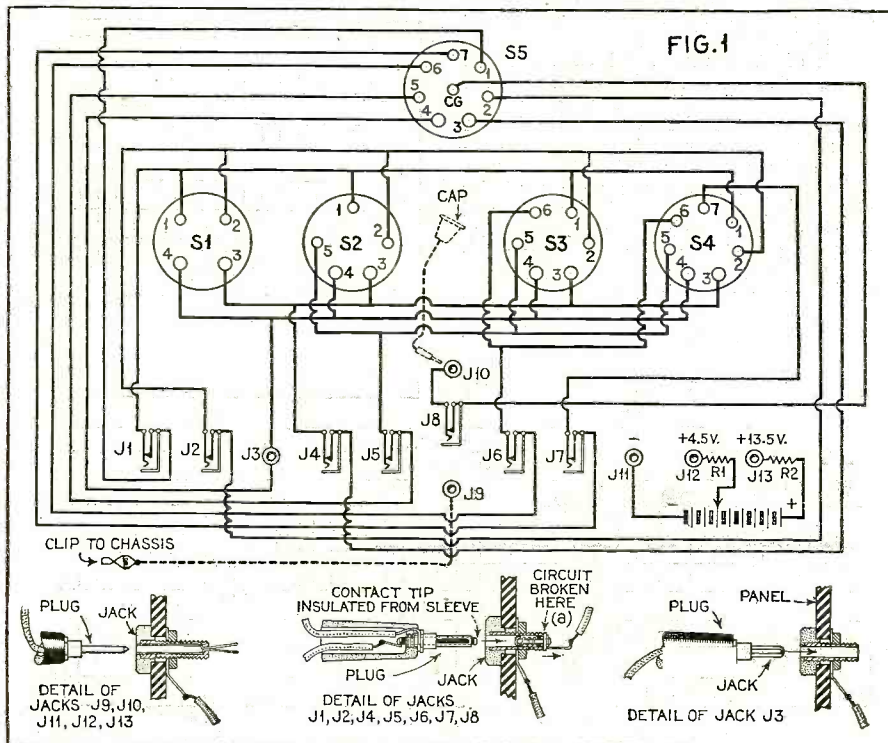 FIG.1
S5
7
6
1
5
CG
2
4
3
CAP
1
2
S1
4
3
1
S2
5
2
4
3
6
1
S3
5
2
4
3
7
6
1
S4
5
2
4
3
J10
J8
J1
J2
J3
J4
J5
J6
J7
J9
-
J11
+4.5V.
J12
R1
+13.5V.
J13
R2
- +
CLIP TO CHASSIS
PLUG
JACK
DETAIL OF
JACKS J9, J10,
J11, J12, J13
CONTACT TIP
INSULATED FROM SLEEVE
CIRCUIT
BROKEN
HERE
(a)
PLUG
JACK
DETAIL OF JACKS
J1, J2, J4, J5, J6, J7, J8
PANEL
PLUG
JACK
DETAIL OF JACK J3